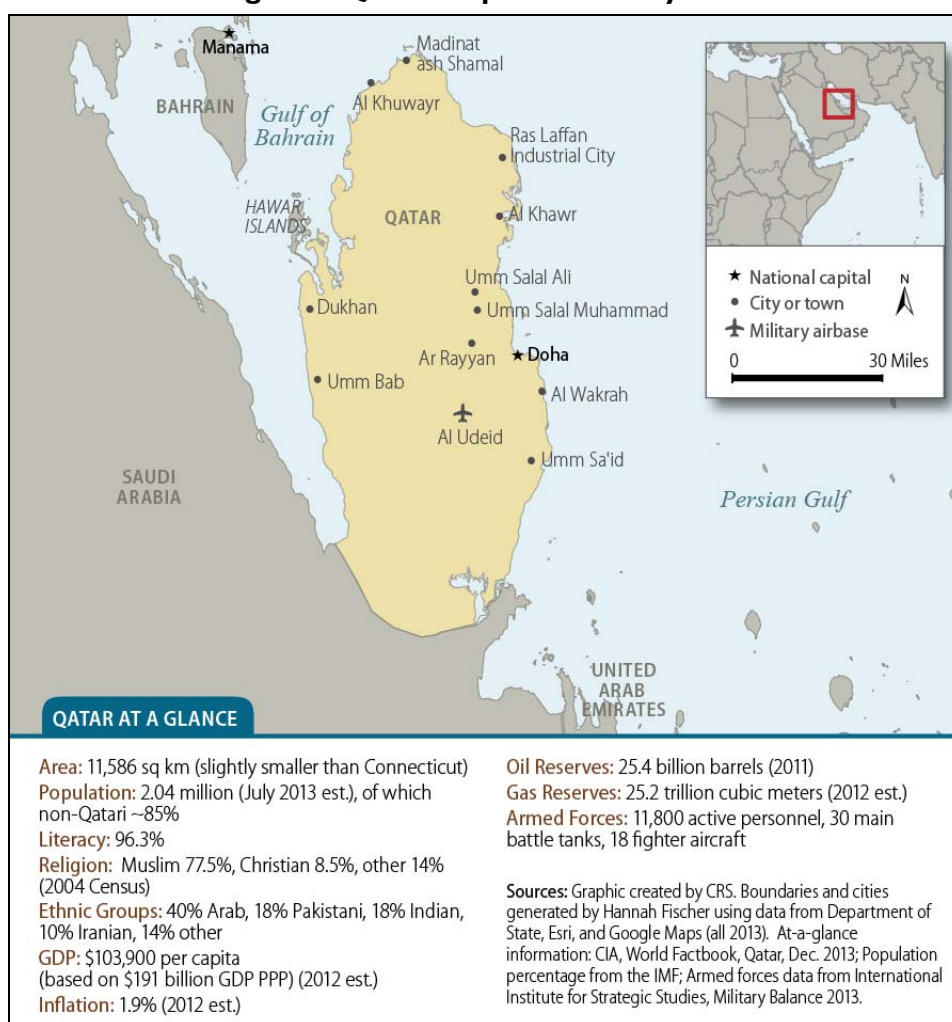 Manama
Madinat
ash Shamal
BAHRAIN
Gulf of
Bahrain
Al Khuwayr
Ras Laffan
Industrial City
HAWAR
ISLANDS
QATAR
Al Khawr
Umm Salal Ali
Dukhan
Umm Salal Muhammad
Ar Rayyan
Doha
Umm Bab
Al Wakrah
Al Udeid
Umm Sa'id
SAUDI
ARABIA
Persian Gulf
UNITED
ARAB
EMIRATES
National capital
N
City or town
Military airbase
0 30 Miles
QATAR AT A GLANCE
Area: 11,586 sq km (slightly smaller than Connecticut)
Population: 2.04 million (July 2013 est.), of which
non-Qatari ~85%
Literacy: 96.3%
Religion: Muslim 77.5%, Christian 8.5%, other 14%
(2004 Census)
Ethnic Groups: 40% Arab, 18% Pakistani, 18% Indian,
10% Iranian, 14% other
GDP: $103,900 per capita
(based on $191 billion GDP PPP) (2012 est.)
Inflation: 1.9% (2012 est.)
Oil Reserves: 25.4 billion barrels (2011)
Gas Reserves: 25.2 trillion cubic meters (2012 est.)
Armed Forces: 11,800 active personnel, 30 main
battle tanks, 18 fighter aircraft
Sources: Graphic created by CRS. Boundaries and cities
generated by Hannah Fischer using data from Department of
State, Esri, and Google Maps (all 2013). At-a-glance
information: CIA, World Factbook, Qatar, Dec. 2013; Population
percentage from the IMF; Armed forces data from International
Institute for Strategic Studies, Military Balance 2013.